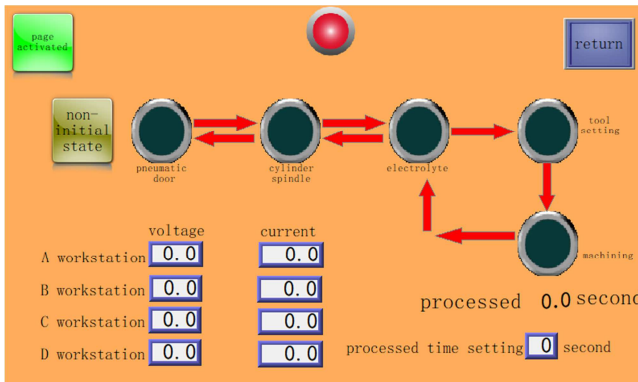 page
activated
return
non-
initial
state
pneumatic
door
cylinder
spindle
electrolyte
tool
setting
machining
voltage current
A workstation 0.0 0.0
B workstation 0.0 0.0
C workstation 0.0 0.0
D workstation 0.0 0.0
processed 0.0 second
processed time setting 0 second